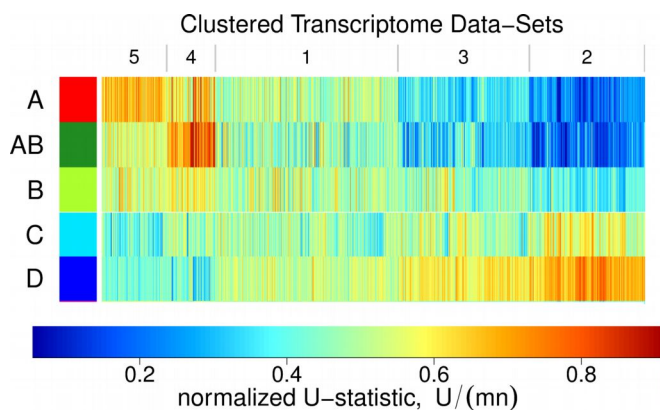 Clustered Transcriptome Data-Sets
5 4 1 3 2
A
AB
B
C
D
0.2 0.4 0.6 0.8
normalized U-statistic, U/(mn)